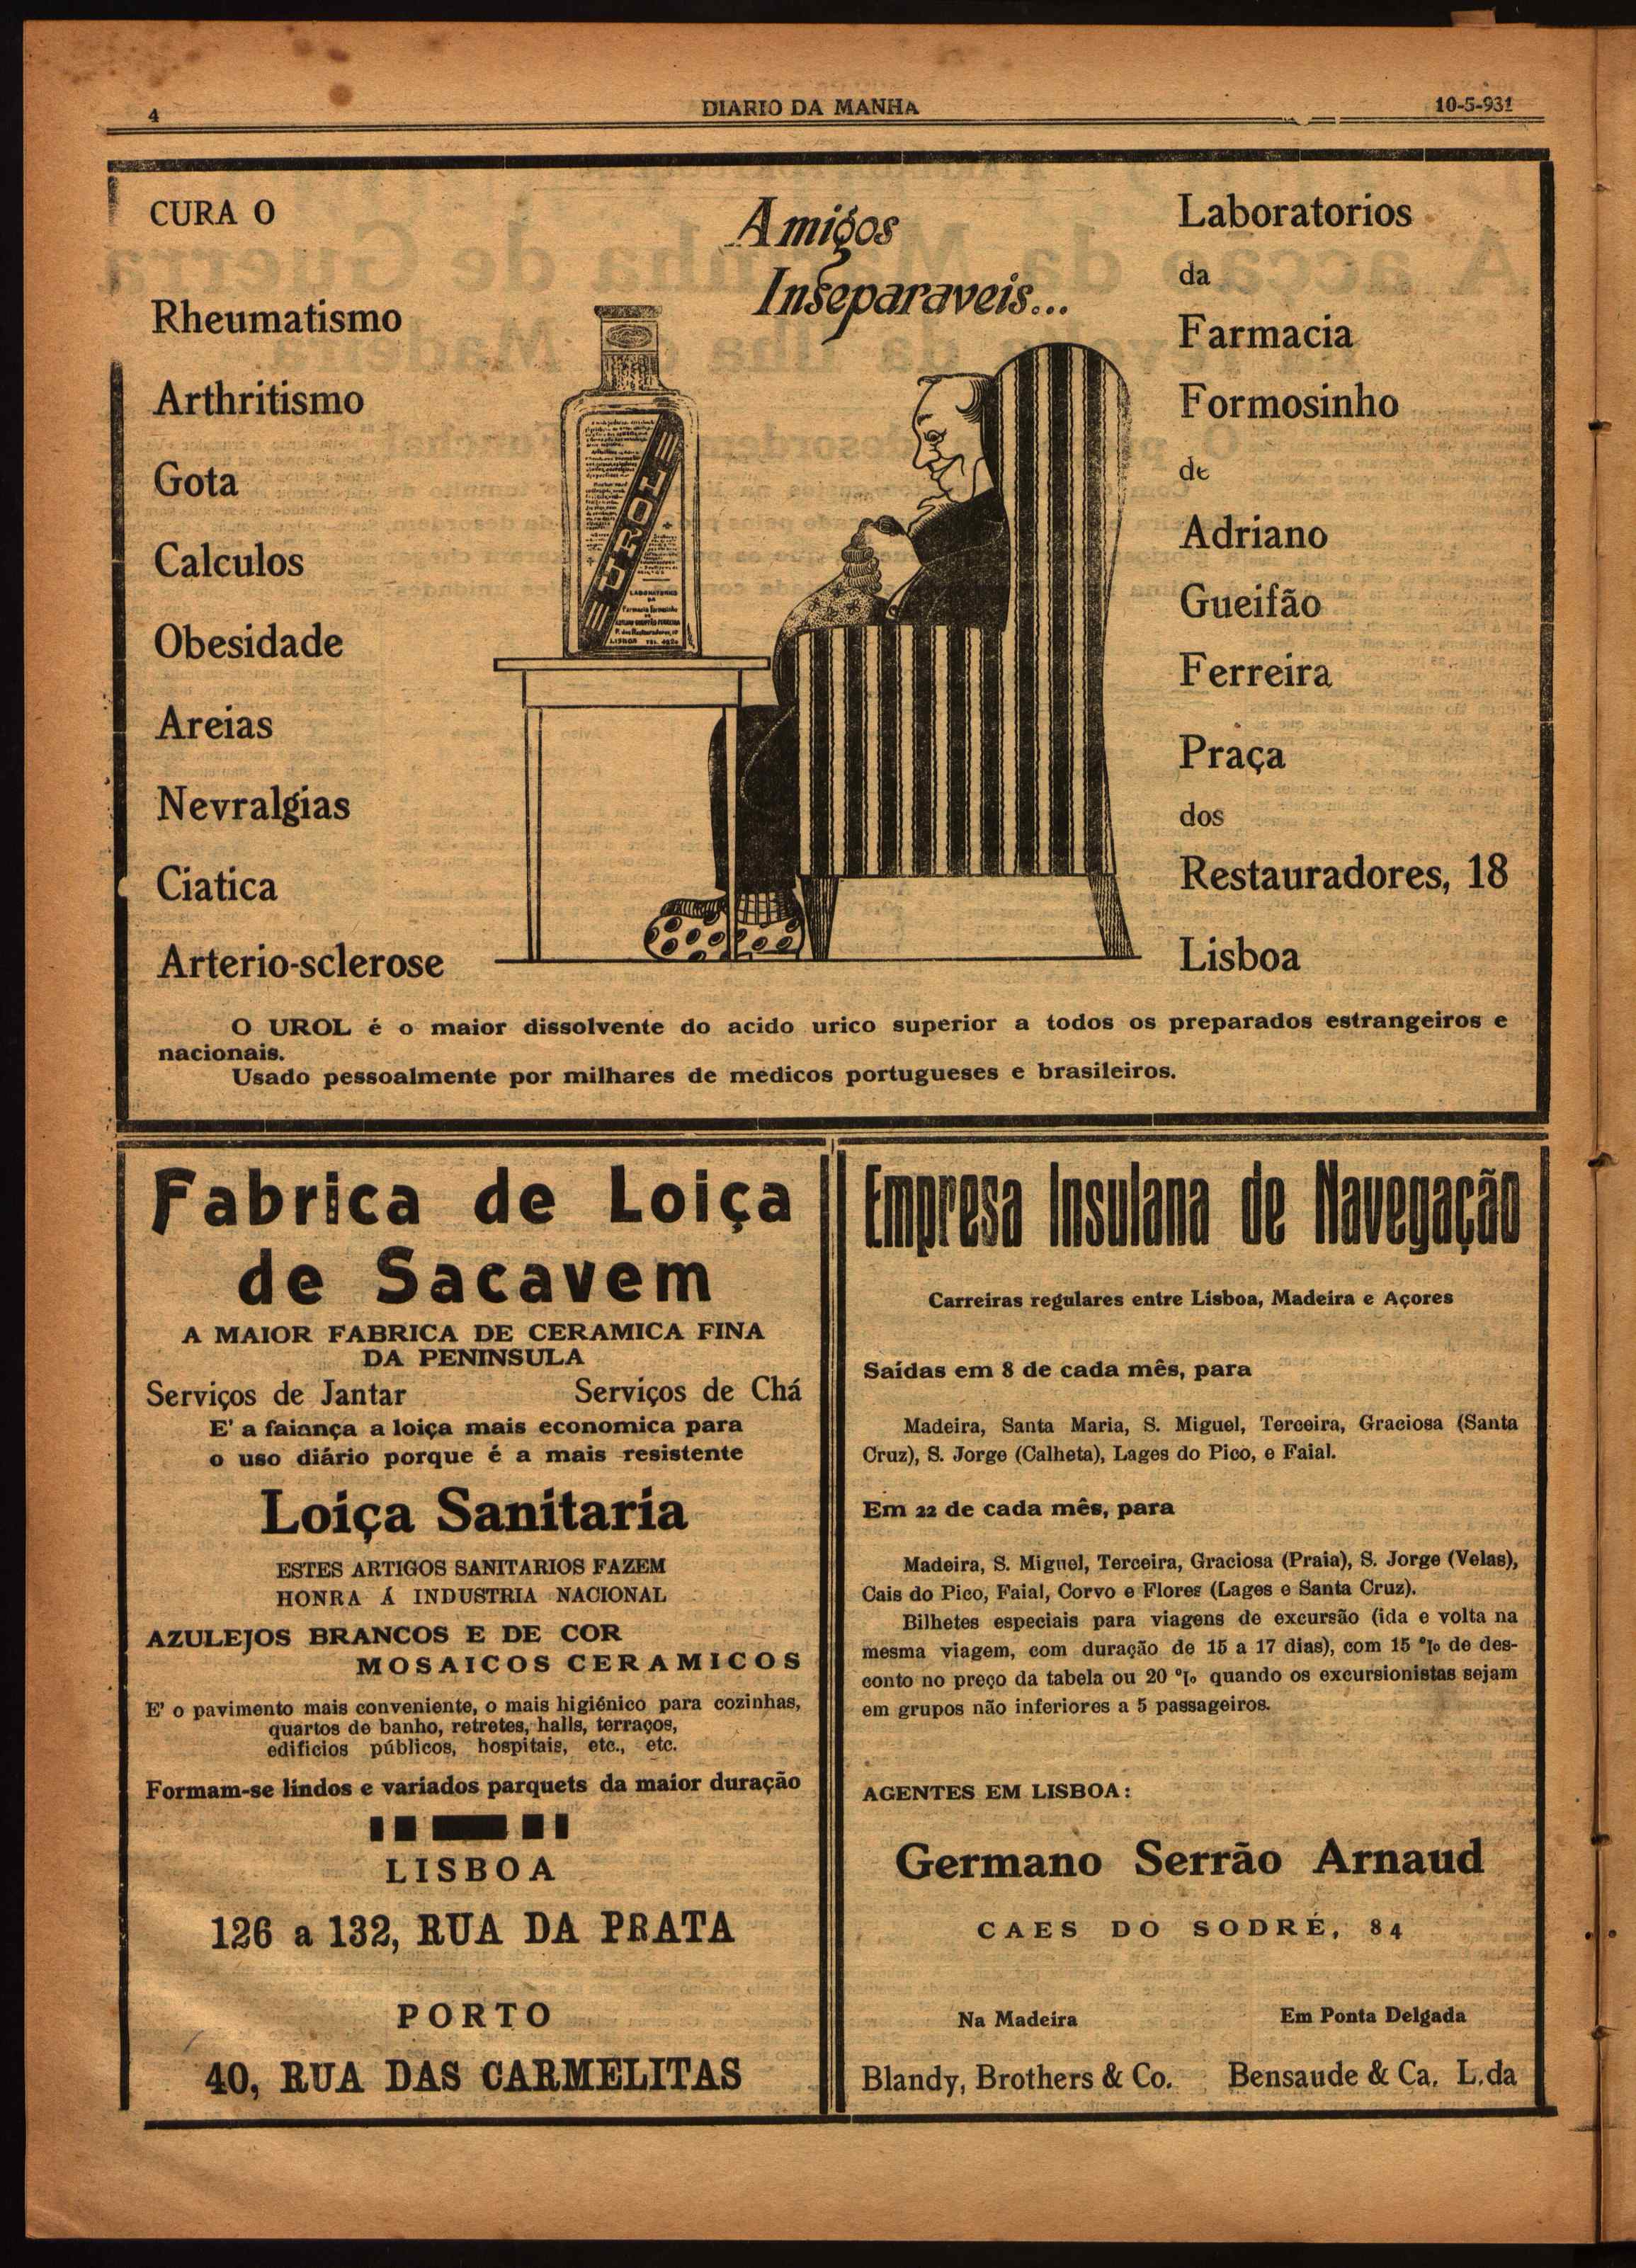 4
DIARIO DA MANHA
10-5-931
CURA O
Rheumatismo
Arthritismo
Gota
Calculos
Obesidade
Areias
Nevralgias
Ciatica
Arterio-sclerose
Amigos
Inseparaveis...
UROL
LABORATORIOS
DA
Farmacia Formosinho
DE
ADRIANO GUEIFÃO FERREIRA
P. dos Restauradores, 18
LISBOA
Laboratorios
da
Farmacia
Formosinho
de
Adriano
Gueifão
Ferreira
Praça
dos
Restauradores, 18
Lisboa
O UROL é o maior dissolvente do acido urico superior a todos os preparados estrangeiros e
nacionais.
Usado pessoalmente por milhares de medicos portugueses e brasileiros.
Fabrica de Loiça
de Sacavem
A MAIOR FABRICA DE CERAMICA FINA
DA PENINSULA
Serviços de Jantar Serviços de Chá
E' a faiança a loiça mais economica para
o uso diário porque é a mais resistente
Loiça Sanitaria
ESTES ARTIGOS SANITARIOS FAZEM
HONRA Á INDUSTRIA NACIONAL
AZULEJOS BRANCOS E DE COR
MOSAICOS CERAMICOS
E' o pavimento mais conveniente, o mais higiénico para cozinhas,
quartos de banho, retretes, halls, terraços,
edificios públicos, hospitais, etc., etc.
Formam-se lindos e variados parquets da maior duração
LISBOA
126 a 132, RUA DA PRATA
PORTO
40, RUA DAS CARMELITAS
Empresa Insulana de Navegação
Carreiras regulares entre Lisboa, Madeira e Açores
Saídas em 8 de cada mês, para
Madeira, Santa Maria, S. Miguel, Terceira, Graciosa (Santa
Cruz), S. Jorge (Calheta), Lages do Pico, e Faial.
Em 22 de cada mês, para
Madeira, S. Miguel, Terceira, Graciosa (Praia), S. Jorge (Velas),
Cais do Pico, Faial, Corvo e Flores (Lages e Santa Cruz).
Bilhetes especiais para viagens de excursão (ida e volta na
mesma viagem, com duração de 15 a 17 dias), com 15 % de des-
conto no preço da tabela ou 20 % quando os excursionistas sejam
em grupos não inferiores a 5 passageiros.
AGENTES EM LISBOA:
Germano Serrão Arnaud
CAES DO SODRÉ, 84
Na Madeira Em Ponta Delgada
Blandy, Brothers & Co. Bensaude & Ca. L.da